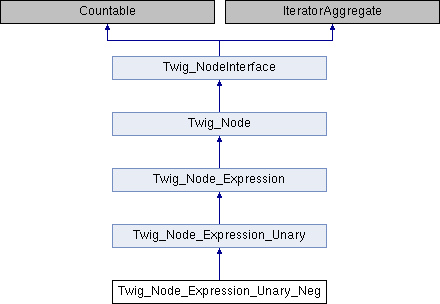 Countable
IteratorAggregate
Twig_NodeInterface
Twig_Node
Twig_Node_Expression
Twig_Node_Expression_Unary
Twig_Node_Expression_Unary_Neg